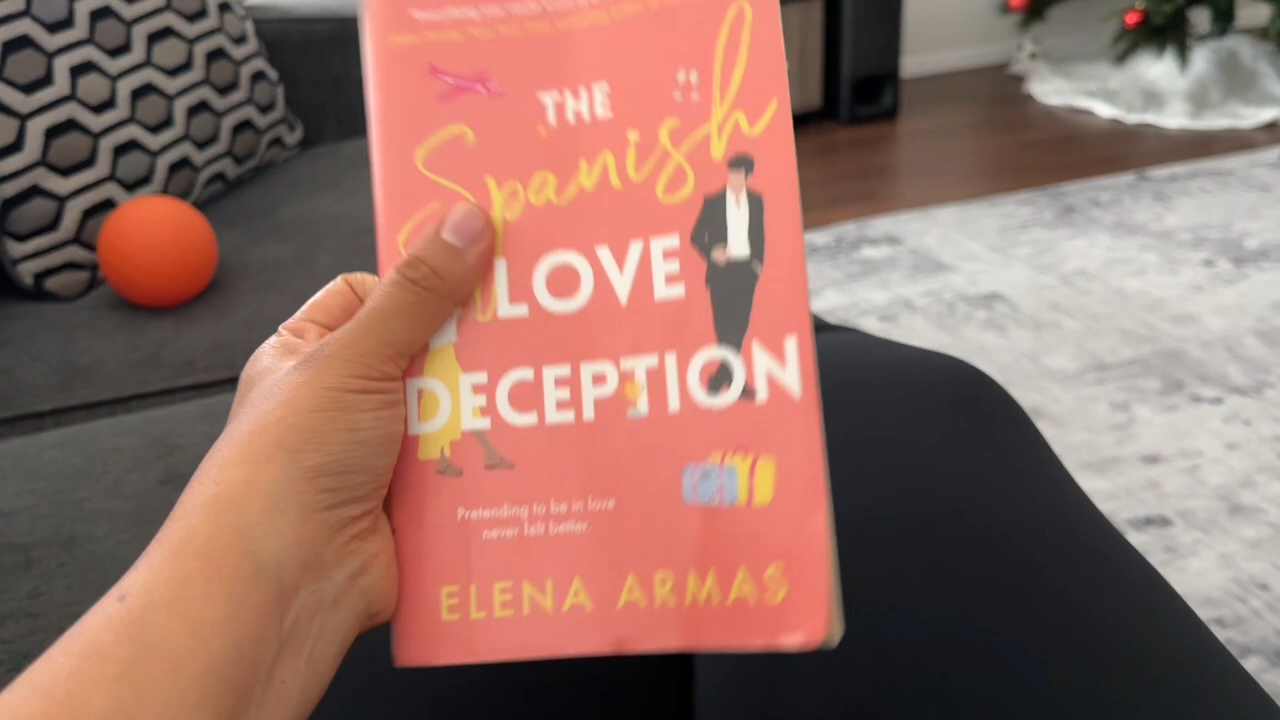 THE
Spanish
LOVE
DECEPTION
Pretending to be in love
never felt better.
ELENA ARMAS